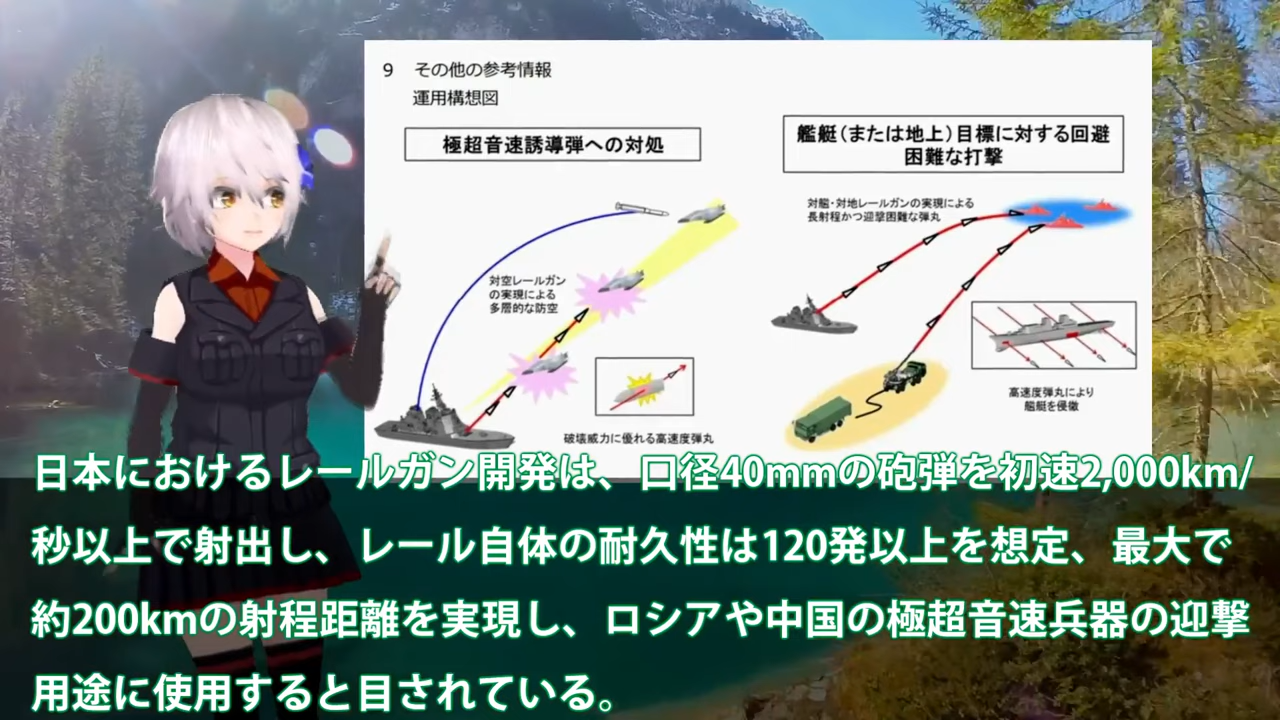 9 その他の参考情報
運用構想図
極超音速誘導弾への対処
対空レールガン
の実現による
多層的な防空
破壊威力に優れる高速度弾丸
艦艇(または地上)目標に対する回避
困難な打撃
対艦・対地レールガンの実現による
長射程かつ迎撃困難な弾丸
高速度弾丸により
艦艇を侵徹
日本におけるレールガン開発は、口径40mmの砲弾を初速2,000km/
秒以上で射出し、レール自体の耐久性は120発以上を想定、最大で
約200kmの射程距離を実現し、ロシアや中国の極超音速兵器の迎撃
用途に使用すると目されている。